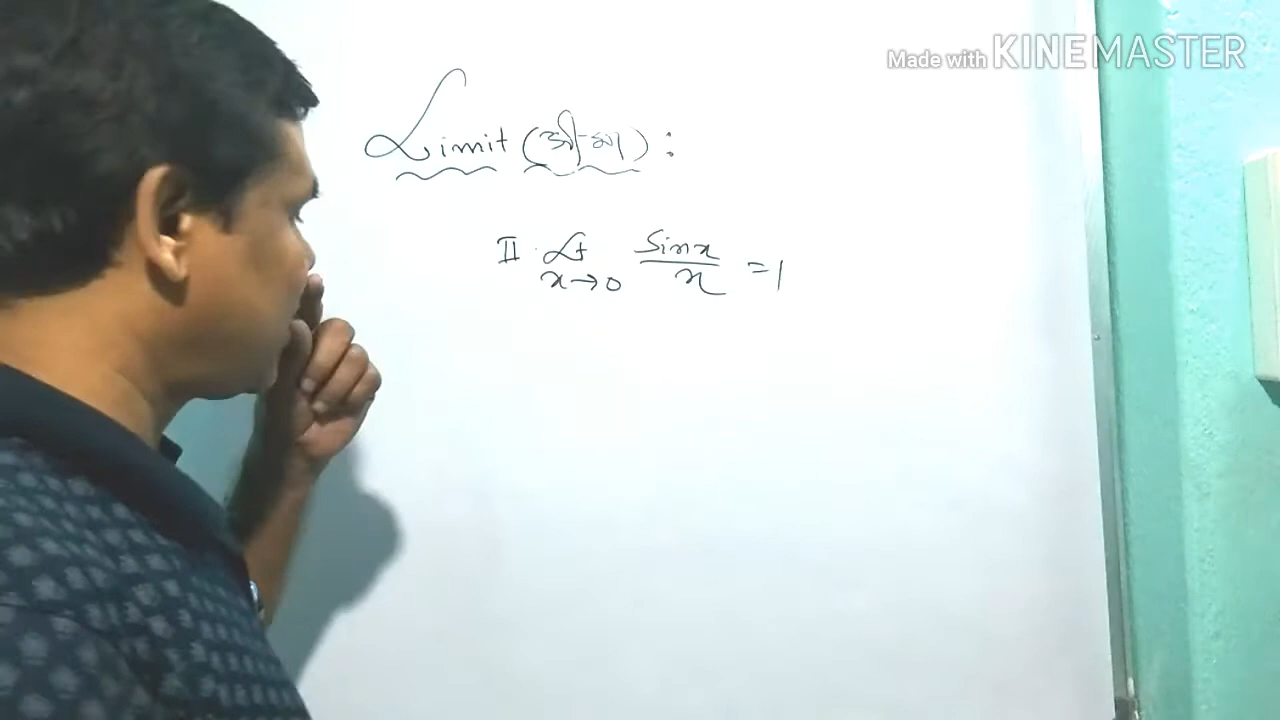 Made with KINEMASTER
Limit (সীমা) :
II. Lt x→0 sinx/x = 1